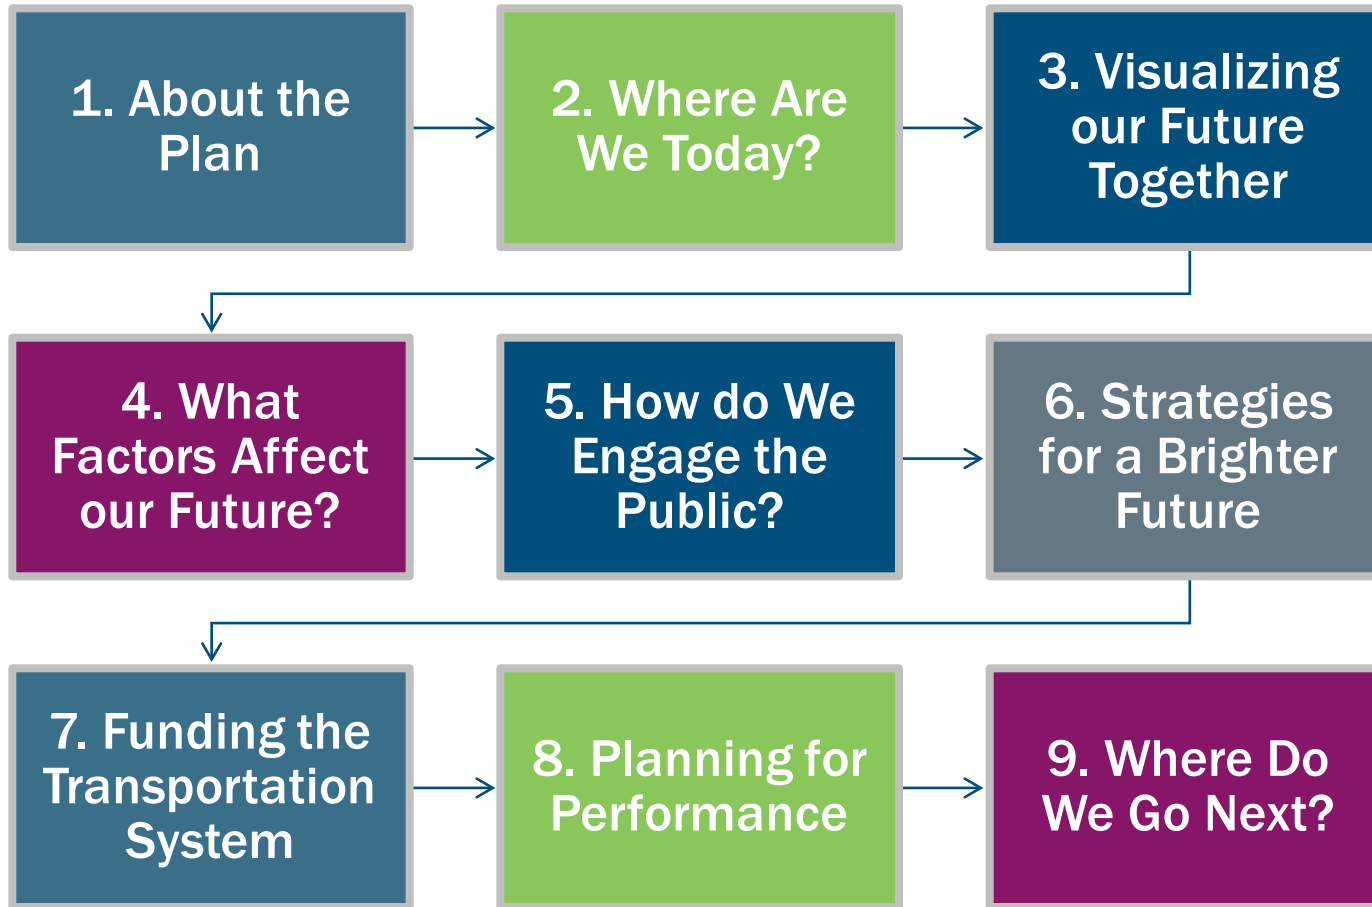 1. About the
Plan
2. Where Are
We Today?
3. Visualizing
our Future
Together
4. What
Factors Affect
our Future?
5. How do We
Engage the
Public?
6. Strategies
for a Brighter
Future
7. Funding the
Transportation
System
8. Planning for
Performance
9. Where Do
We Go Next?